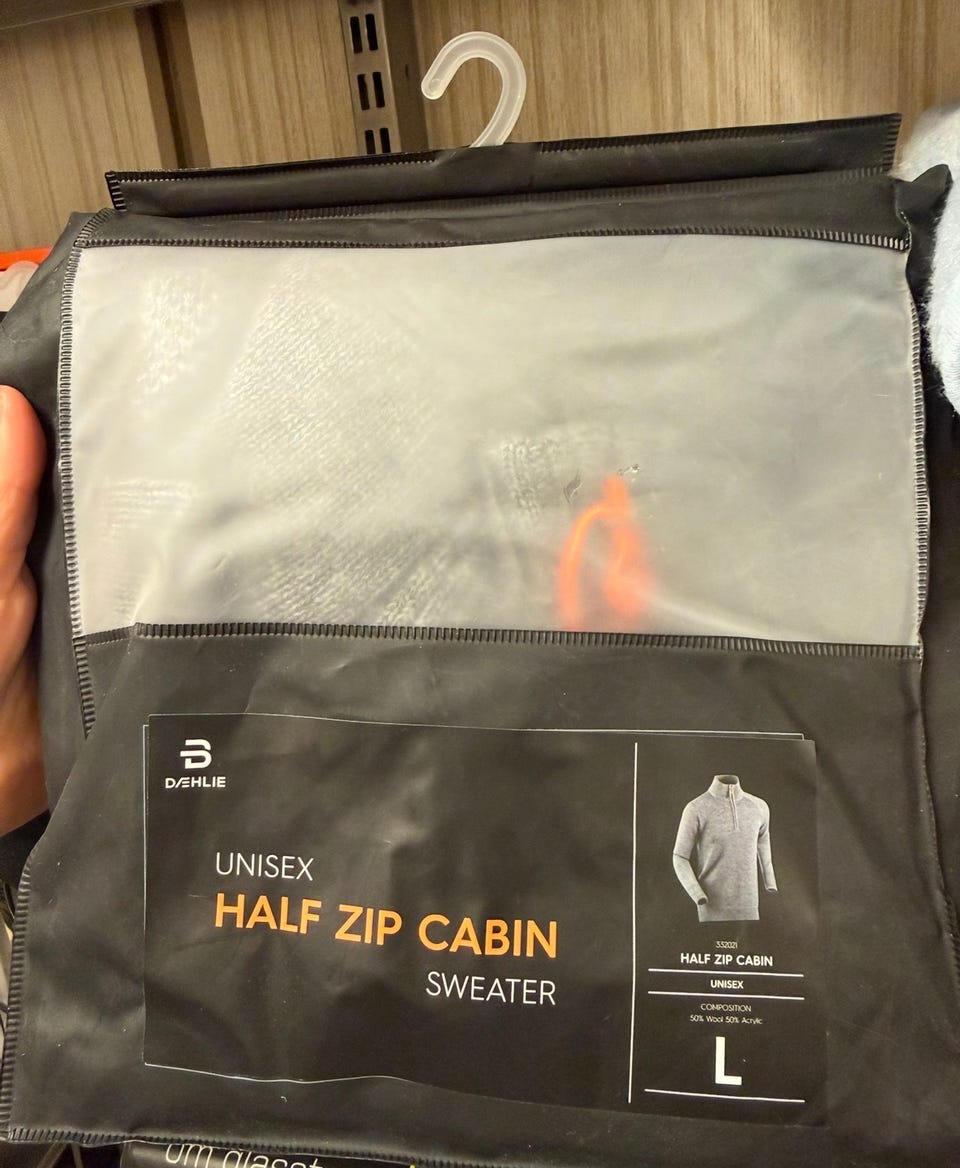 DÆHLIE
UNISEX
HALF ZIP CABIN
SWEATER
332021
HALF ZIP CABIN
UNISEX
COMPOSITION
50% Wool 50% Acrylic
L